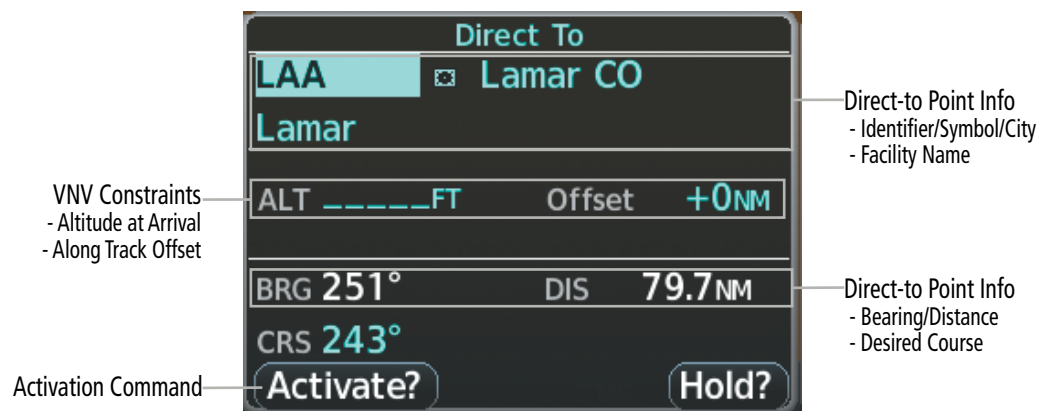 Direct To
LAA Lamar CO
Lamar
Direct-to Point Info
- Identifier/Symbol/City
- Facility Name
VNV Constraints
- Altitude at Arrival
- Along Track Offset
ALT _____FT Offset +0NM
BRG 251° DIS 79.7NM
CRS 243°
Direct-to Point Info
- Bearing/Distance
- Desired Course
Activation Command
Activate? Hold?